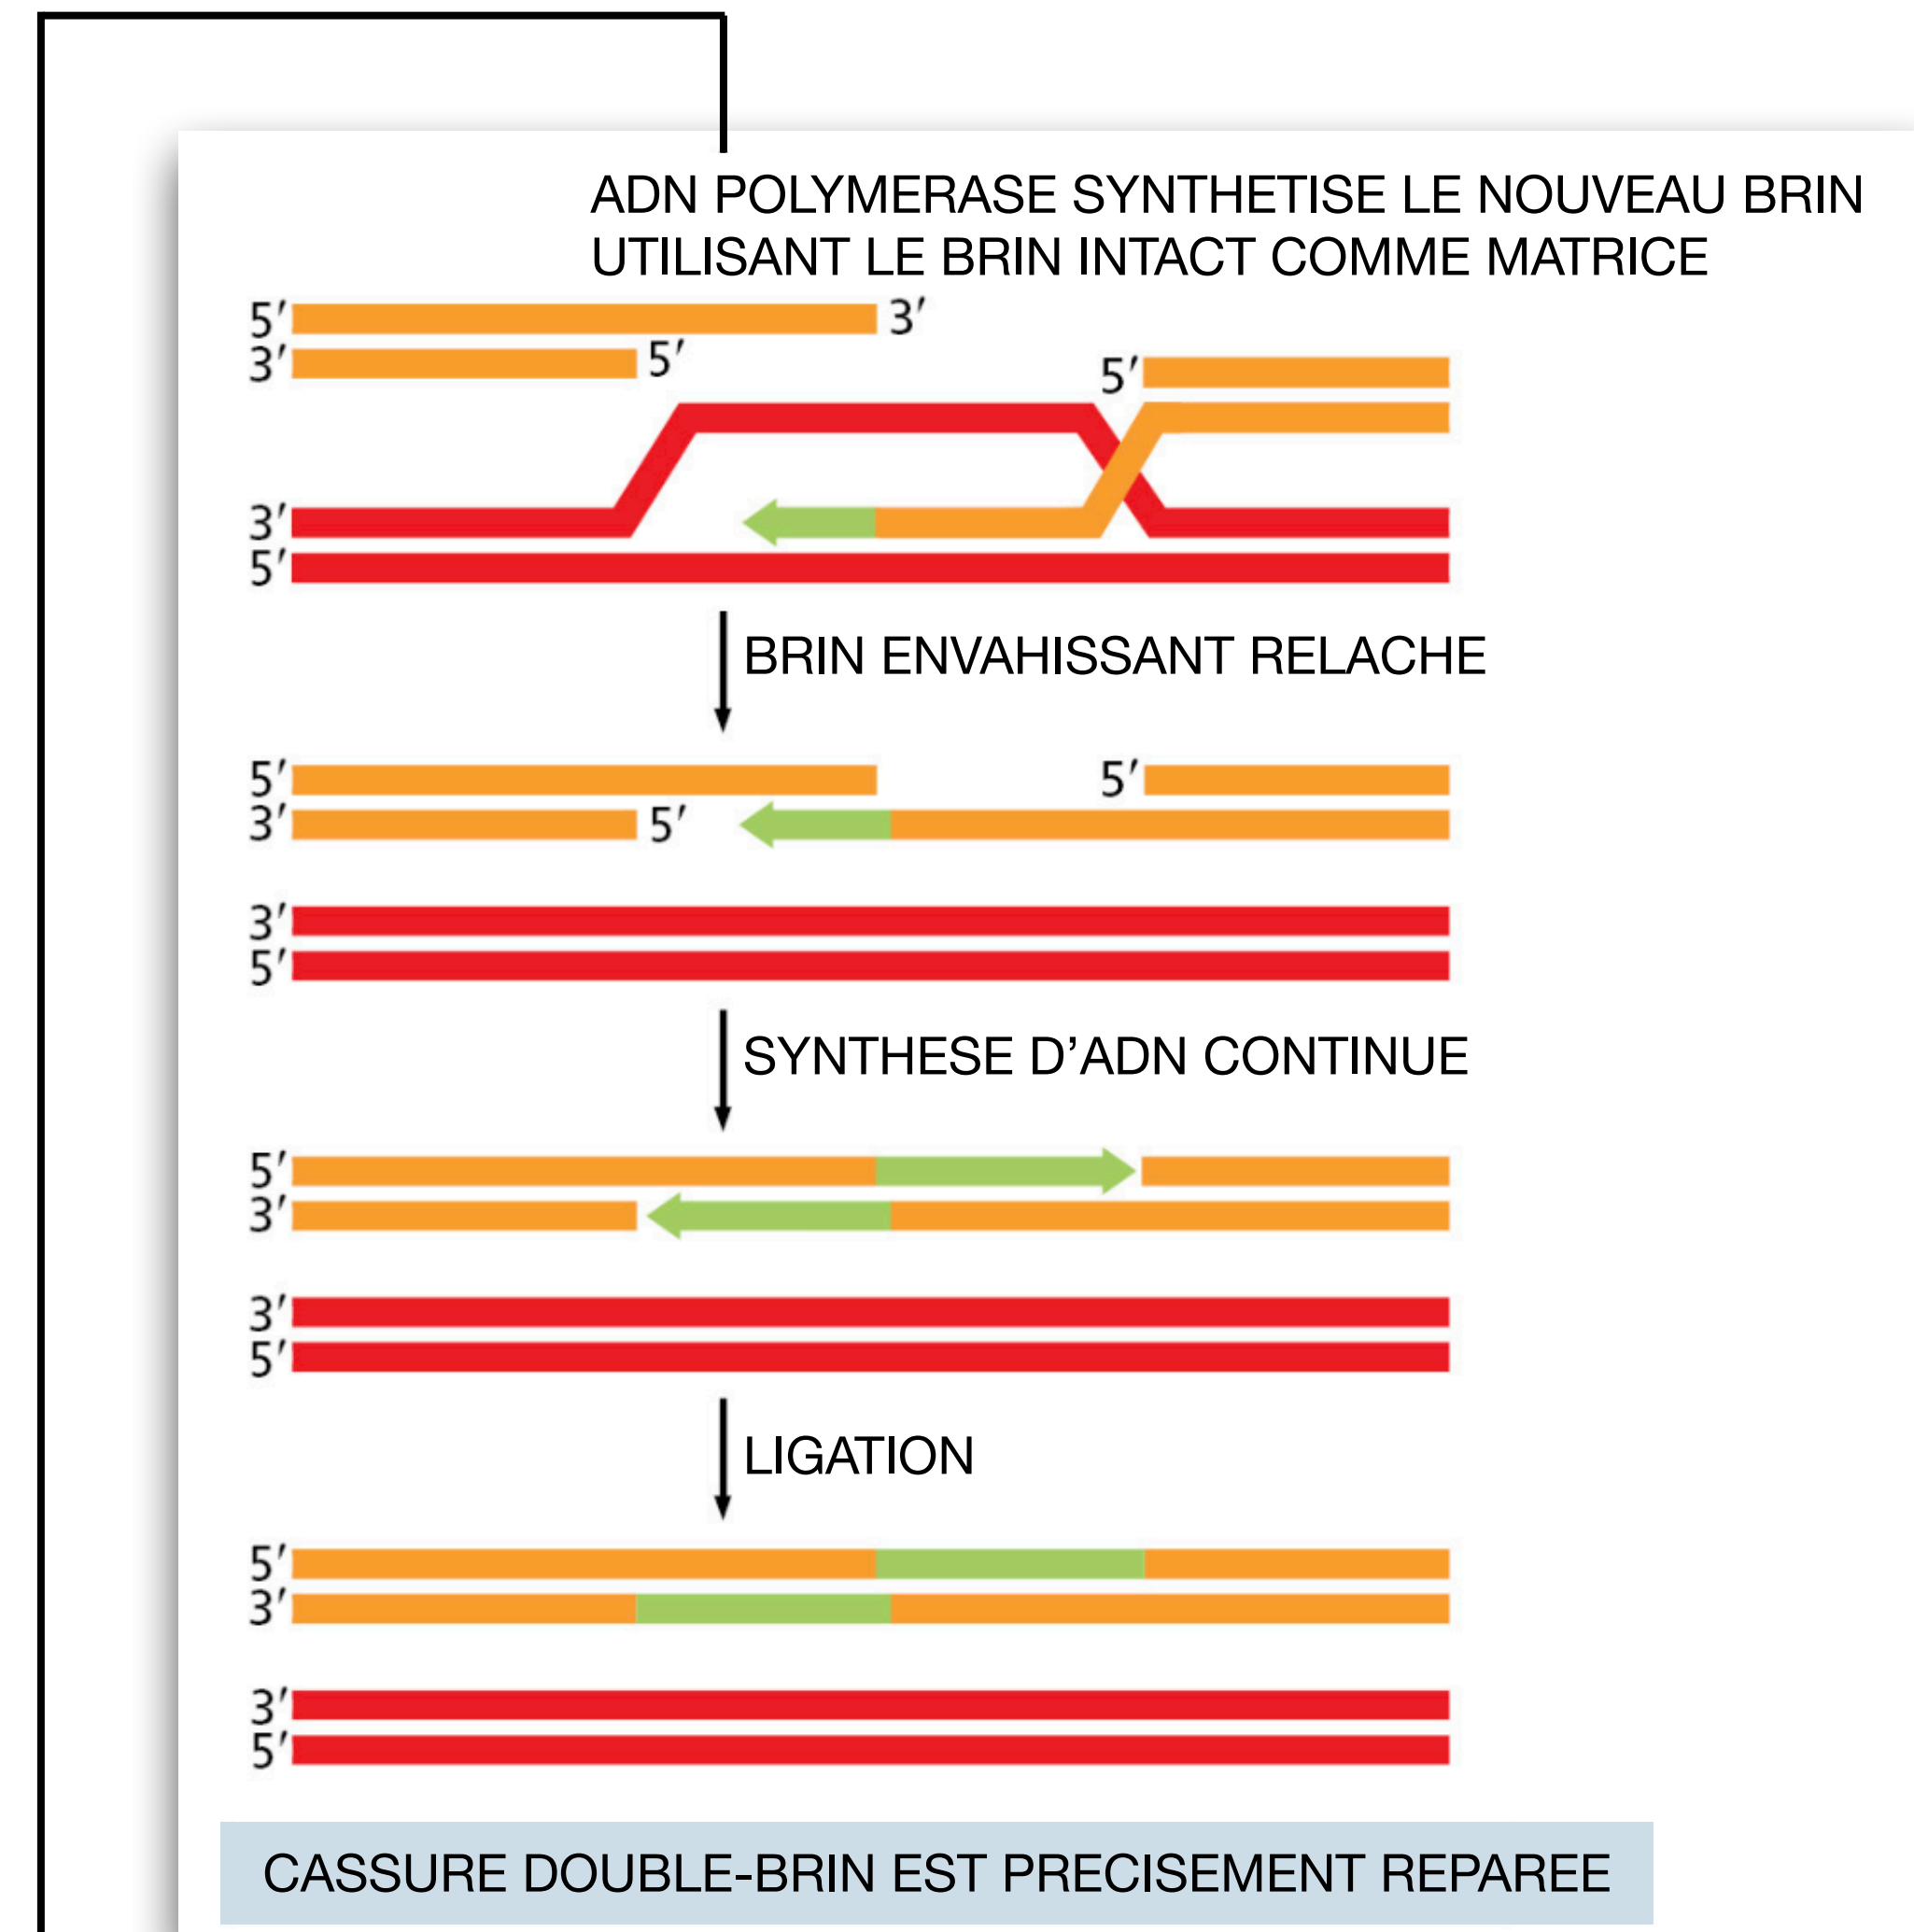 ADN POLYMERASE SYNTHETISE LE NOUVEAU BRIN
UTILISANT LE BRIN INTACT COMME MATRICE
5′ 3′
3′ 5′
5′
3′
5′
BRIN ENVAHISSANT RELACHE
5′ 5′
3′ 5′
3′
5′
SYNTHESE D’ADN CONTINUE
5′
3′
3′
5′
LIGATION
5′
3′
3′
5′
CASSURE DOUBLE-BRIN EST PRECISEMENT REPAREE